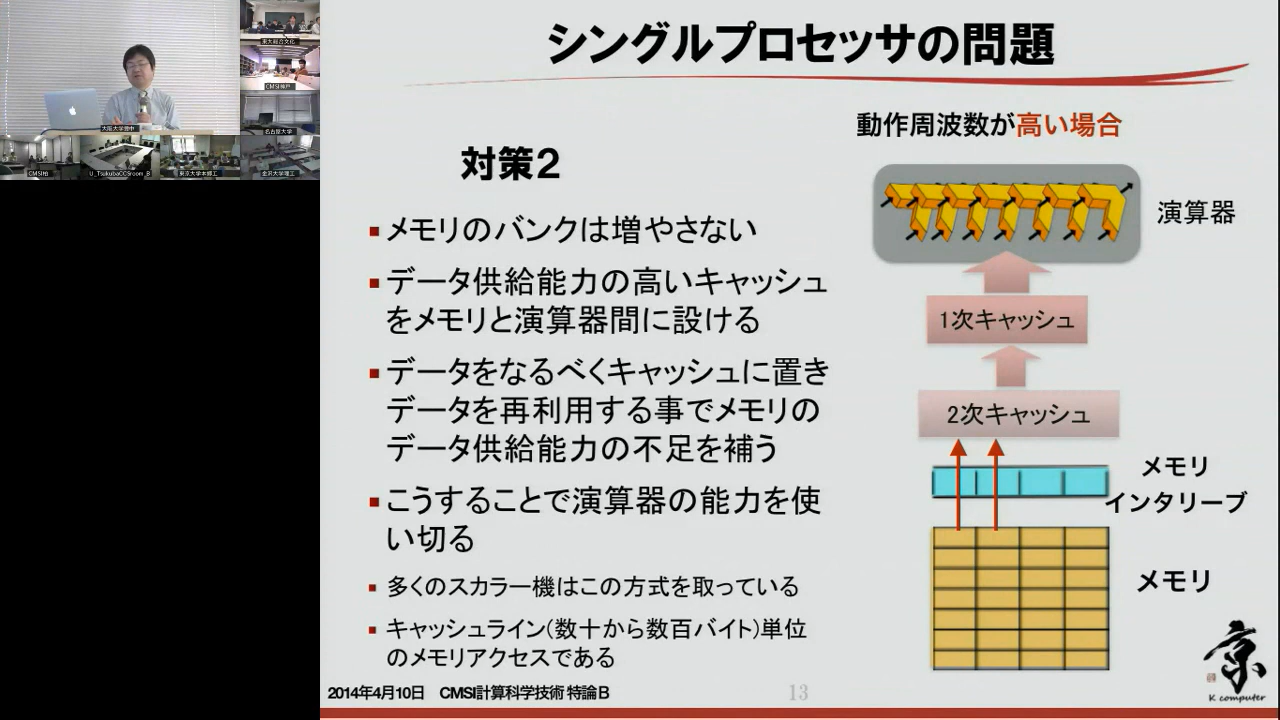 シングルプロセッサの問題
動作周波数が高い場合
対策2
■メモリのバンクは増やさない
■データ供給能力の高いキャッシュ
をメモリと演算器間に設ける
■データをなるべくキャッシュに置き
データを再利用する事でメモリの
データ供給能力の不足を補う
■こうすることで演算器の能力を使
い切る
■多くのスカラー機はこの方式を取っている
■キャッシュライン(数十から数百バイト)単位
のメモリアクセスである
演算器
1次キャッシュ
2次キャッシュ
メモリ
インタリーブ
メモリ
京
K computer
2014年4月10日 CMSI計算科学技術 特論B
13
大阪大学豊中
CMSI神戸
名古屋大学
CMSI柏
U_TsukubaCCSroom_B
東京大学本郷工
金沢大学理工